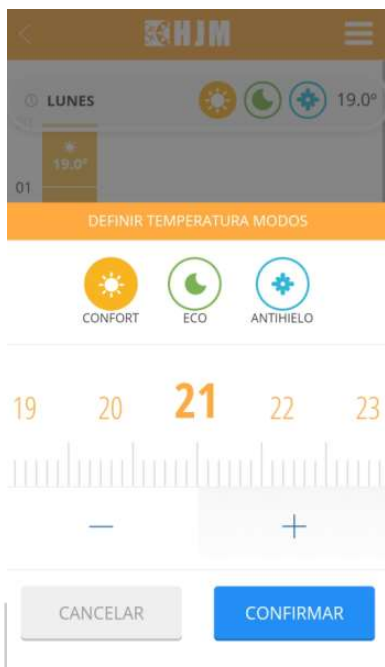 HJM
LUNES 19.0°
19.0°
01
DEFINIR TEMPERATURA MODOS
CONFORT ECO ANTIHIELO
19 20 21 22 23
CANCELAR CONFIRMAR